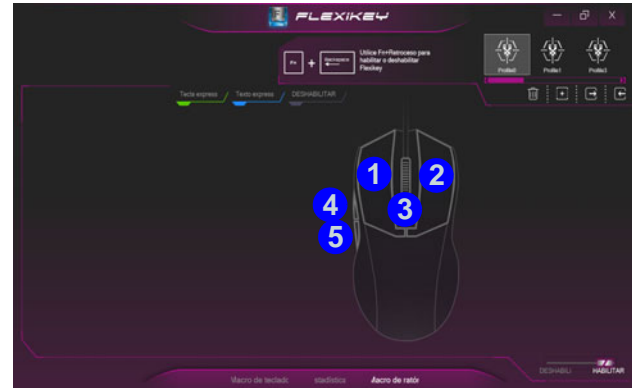 FLEXIKEY
Fn + Backspace
Utilice Fn+Retroceso para
habilitar o deshabilitar
Flexikey
Profile0 Profile1 Profile2
Tecla express Texto express DESHABILITAR
1 2
3
4
5
DESHABILI HABILITAR
Macro de teclado estadística Macro de ratón